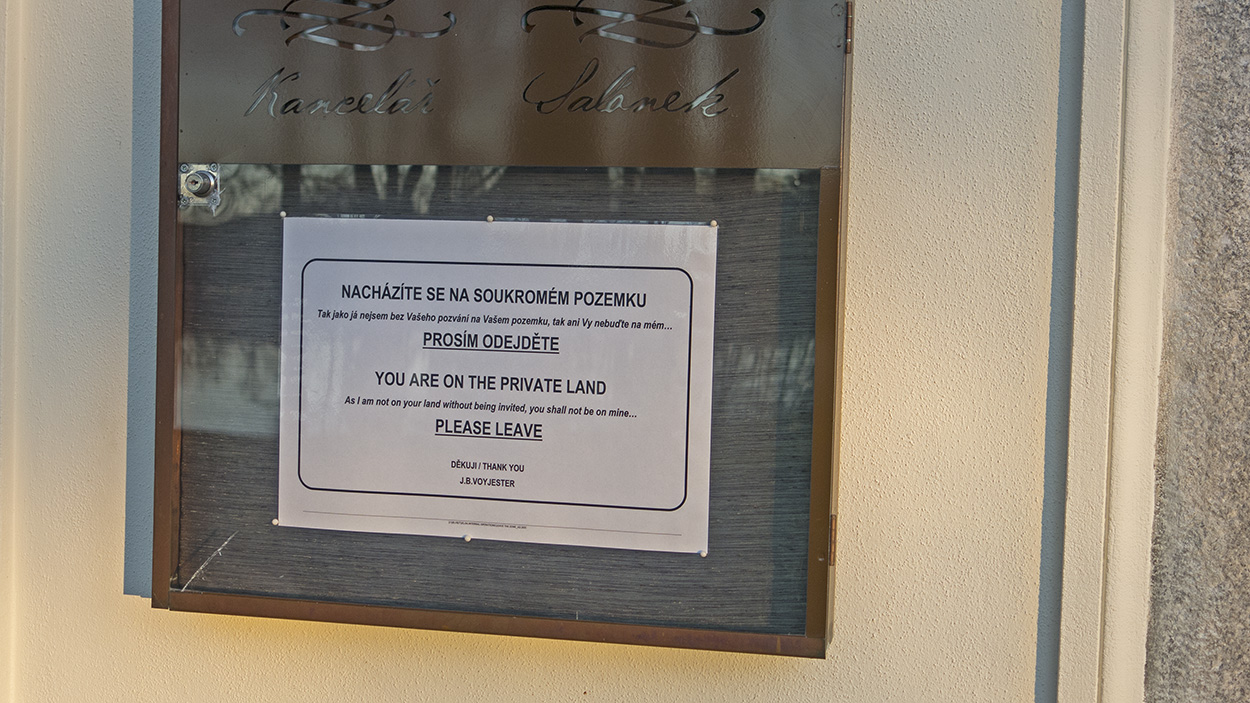 Kancelář Salónek
NACHÁZÍTE SE NA SOUKROMÉM POZEMKU
Tak jako já nejsem bez Vašeho pozvání na Vašem pozemku, tak ani Vy nebuďte na mém...
PROSÍM ODEJDĚTE
YOU ARE ON THE PRIVATE LAND
As I am not on your land without being invited, you shall not be on mine...
PLEASE LEAVE
DĚKUJI / THANK YOU
J.B.VOYJESTER